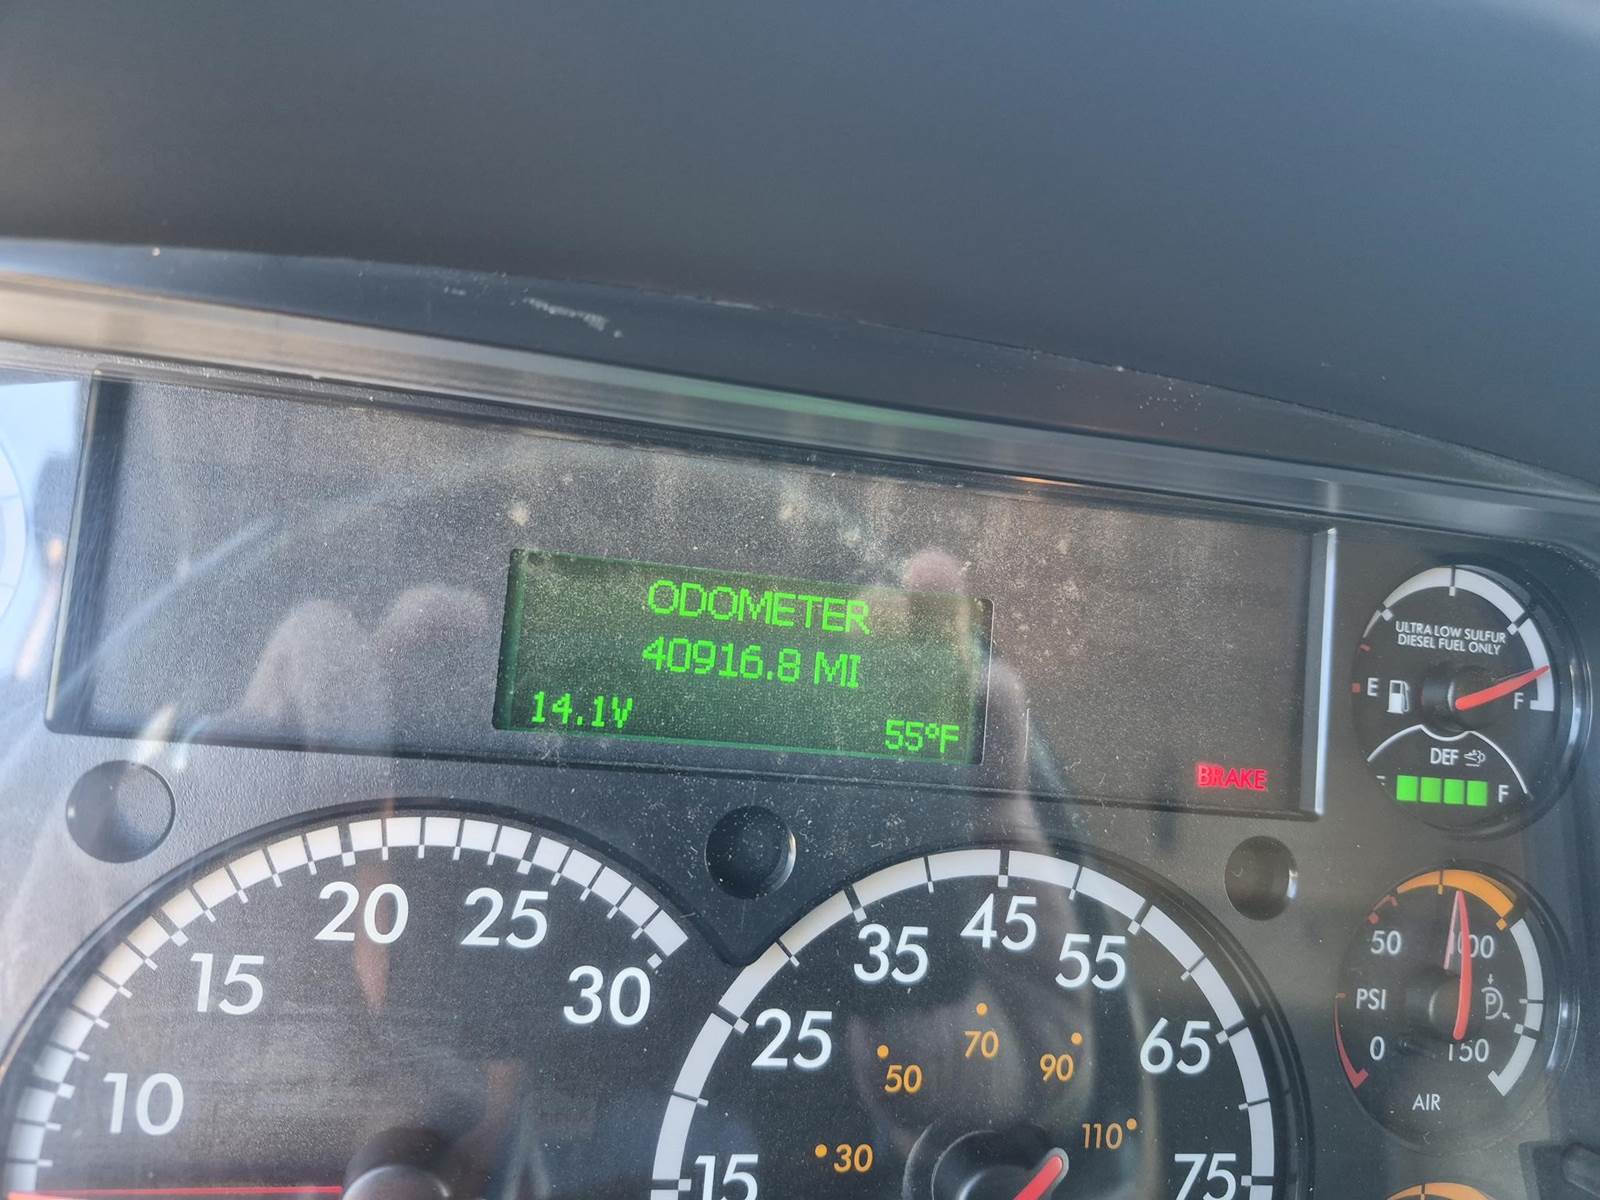 ODOMETER
40916.8 MI
14.1V
55°F
BRAKE
ULTRA LOW SULFUR
DIESEL FUEL ONLY
E
F
DEF
F
10
15
20
25
30
15
25
35
45
55
65
75
30
50
70
90
110
50
100
PSI
P
0
150
AIR